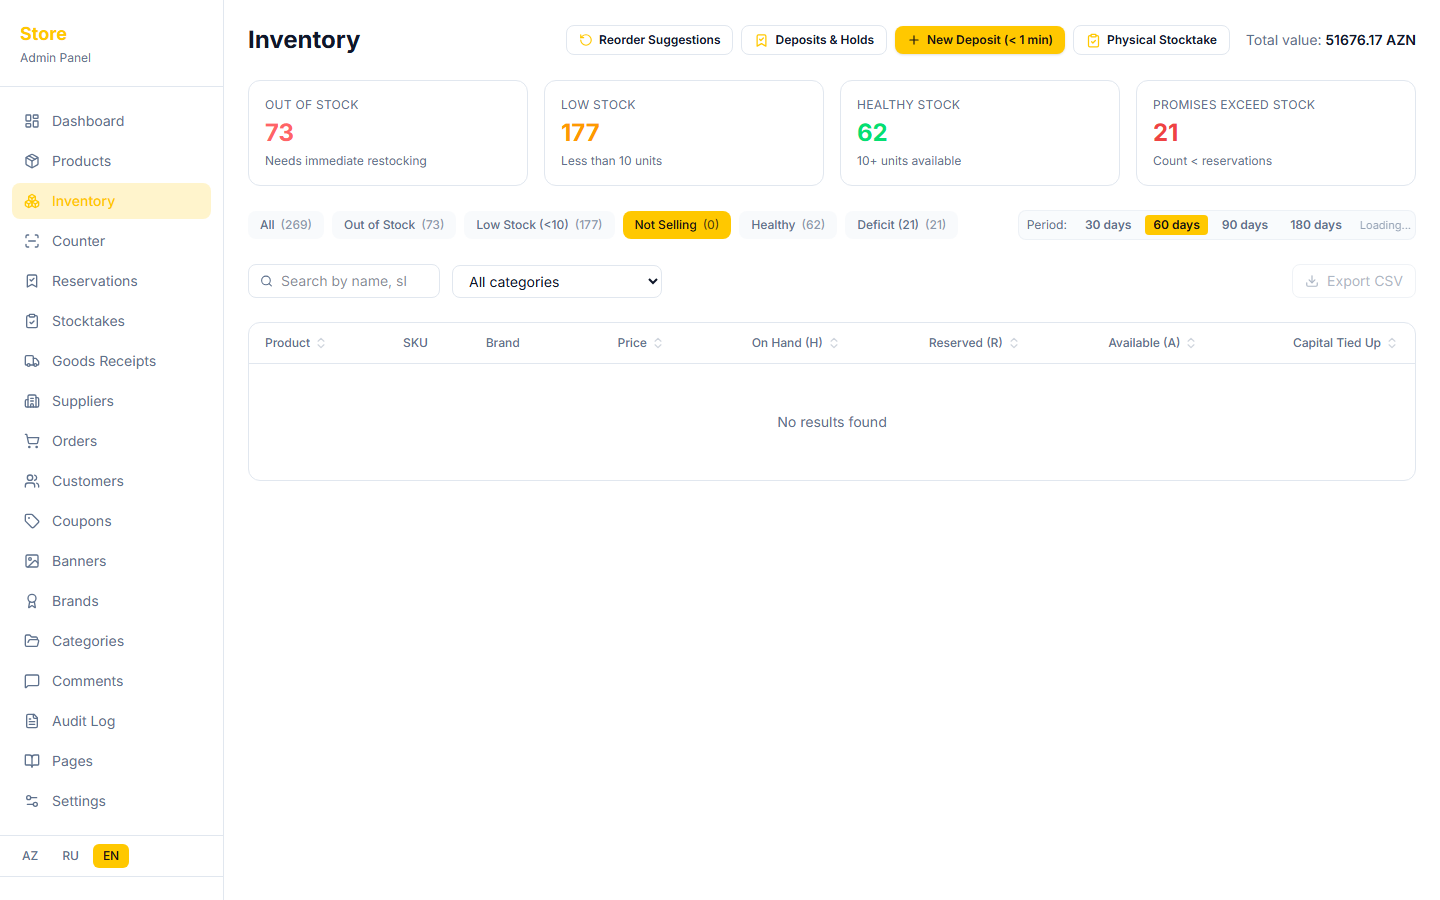 Store
Admin Panel
Dashboard
Products
Inventory
Counter
Reservations
Stocktakes
Goods Receipts
Suppliers
Orders
Customers
Coupons
Banners
Brands
Categories
Comments
Audit Log
Pages
Settings
AZ RU EN
Inventory
Reorder Suggestions
Deposits & Holds
New Deposit (< 1 min)
Physical Stocktake
Total value: 51676.17 AZN
OUT OF STOCK
73
Needs immediate restocking
LOW STOCK
177
Less than 10 units
HEALTHY STOCK
62
10+ units available
PROMISES EXCEED STOCK
21
Count < reservations
All (269) Out of Stock (73) Low Stock (<10) (177) Not Selling (0) Healthy (62) Deficit (21) (21)
Period: 30 days 60 days 90 days 180 days Loading...
Search by name, sl
All categories
Export CSV
Product SKU Brand Price On Hand (H) Reserved (R) Available (A) Capital Tied Up
No results found